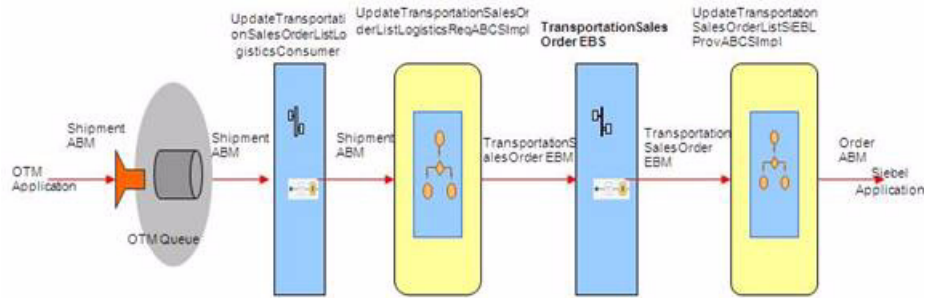 UpdateTransportati
onSalesOrderListLo
gisticsConsumer
UpdateTransportationSalesOr
derListLogisticsReqABCSImpl
TransportationSales
Order EBS
UpdateTransportation
SalesOrderListSIEBL
ProvABCSImpl
Shipment
ABM
Shipment
ABM
Shipment
ABM
TransportationS
alesOrder EBM
Transportation
SalesOrder
EBM
Order
ABM
OTM
Application
Siebel
Application
OTM Queue